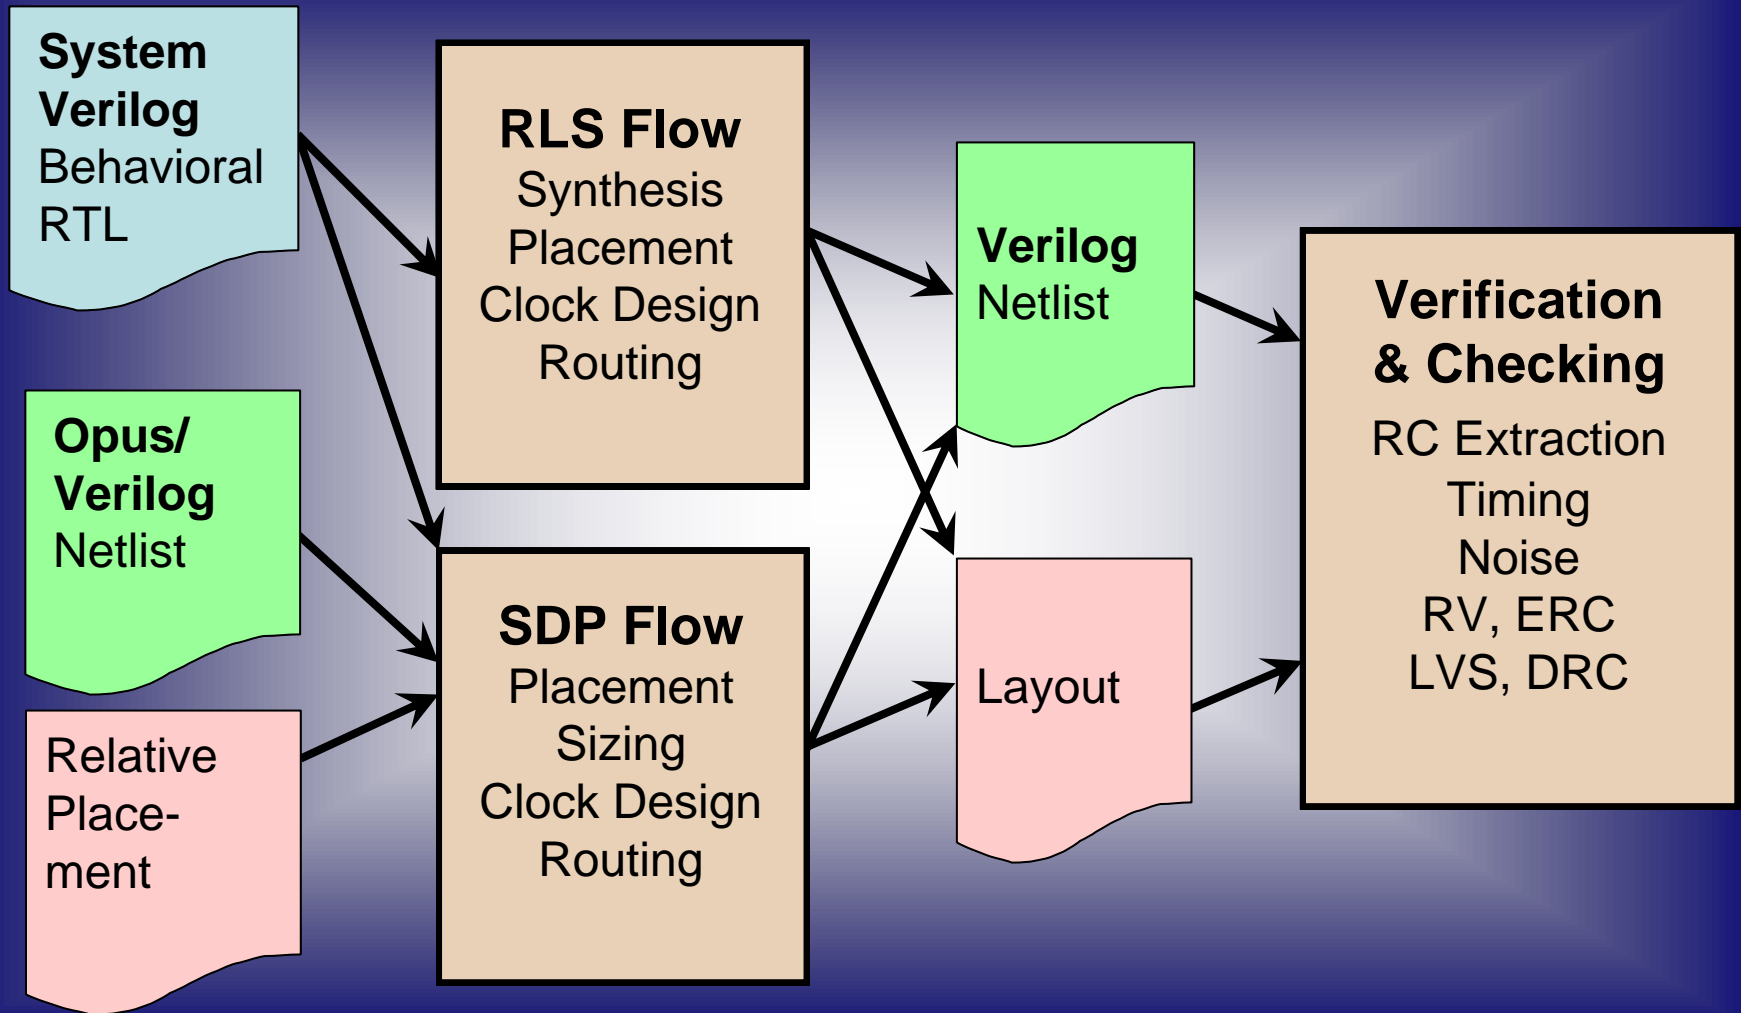 System
Verilog
Behavioral
RTL
Opus/
Verilog
Netlist
Relative
Place-
ment
RLS Flow
Synthesis
Placement
Clock Design
Routing
SDP Flow
Placement
Sizing
Clock Design
Routing
Verilog
Netlist
Layout
Verification
& Checking
RC Extraction
Timing
Noise
RV, ERC
LVS, DRC